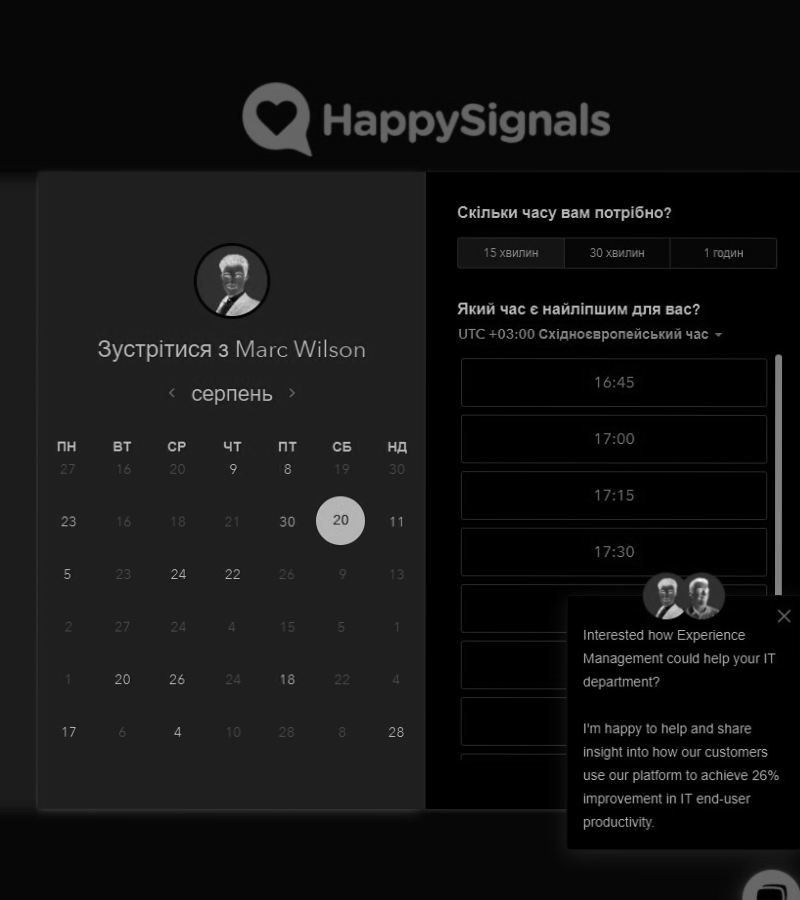 HappySignals
Зустрітися з Marc Wilson
серпень
ПН ВТ СР ЧТ ПТ СБ НД
27 16 20 9 8 19 30
23 16 18 21 30 20 11
5 23 24 22 26 9 13
2 27 24 4 15 5 1
1 20 26 24 18 22 4
17 6 4 10 28 8 28
Скільки часу вам потрібно?
15 хвилин 30 хвилин 1 годин
Який час є найліпшим для вас?
UTC +03:00 Східноєвропейський час
16:45
17:00
17:15
17:30
Interested how Experience
Management could help your IT
department?
I'm happy to help and share
insight into how our customers
use our platform to achieve 26%
improvement in IT end-user
productivity.